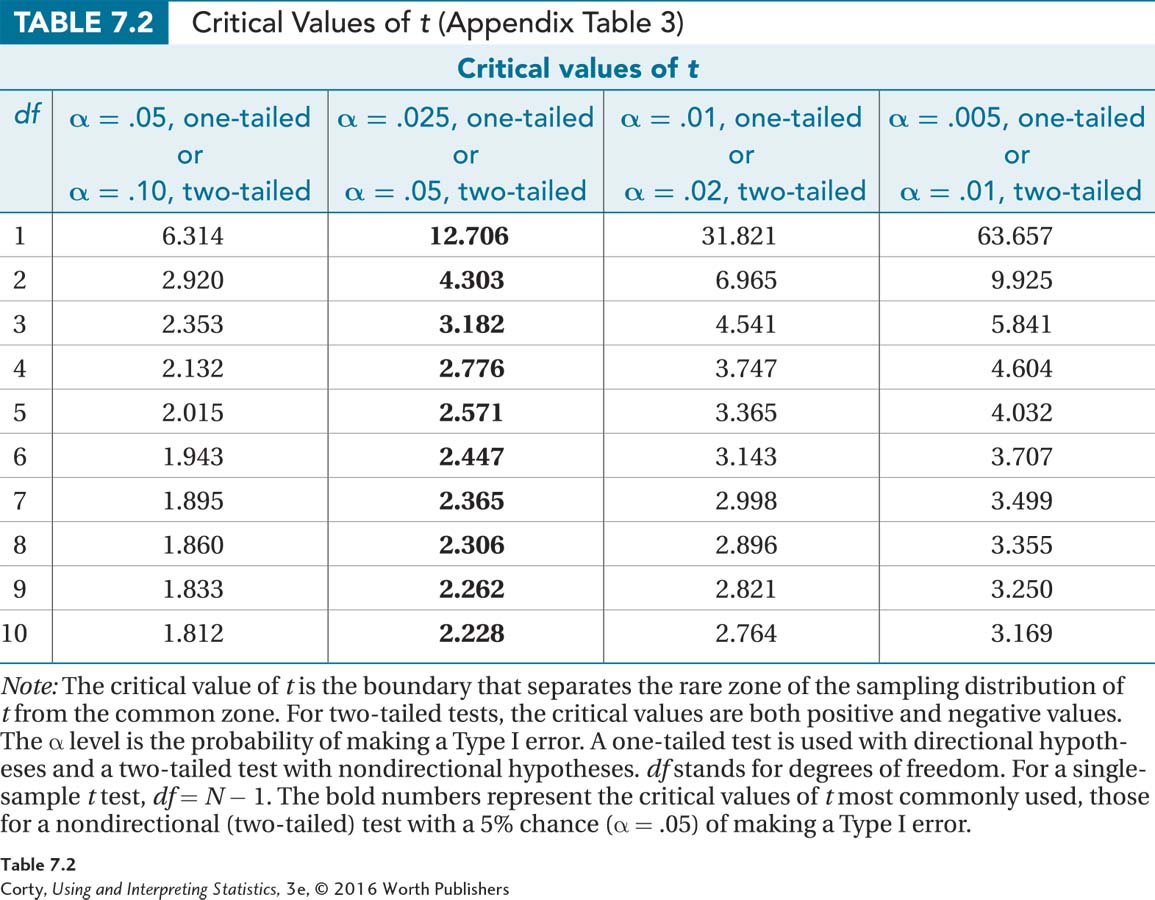 TABLE 7.2 Critical Values of t (Appendix Table 3)
Critical values of t
df α = .05, one-tailed or α = .10, two-tailed α = .025, one-tailed or α = .05, two-tailed α = .01, one-tailed or α = .02, two-tailed α = .005, one-tailed or α = .01, two-tailed
1 6.314 12.706 31.821 63.657
2 2.920 4.303 6.965 9.925
3 2.353 3.182 4.541 5.841
4 2.132 2.776 3.747 4.604
5 2.015 2.571 3.365 4.032
6 1.943 2.447 3.143 3.707
7 1.895 2.365 2.998 3.499
8 1.860 2.306 2.896 3.355
9 1.833 2.262 2.821 3.250
10 1.812 2.228 2.764 3.169
Note: The critical value of t is the boundary that separates the rare zone of the sampling distribution of
t from the common zone. For two-tailed tests, the critical values are both positive and negative values.
The α level is the probability of making a Type I error. A one-tailed test is used with directional hypoth-
eses and a two-tailed test with nondirectional hypotheses. df stands for degrees of freedom. For a single-
sample t test, df = N − 1. The bold numbers represent the critical values of t most commonly used, those
for a nondirectional (two-tailed) test with a 5% chance (α = .05) of making a Type I error.
Table 7.2
Corty, Using and Interpreting Statistics, 3e, © 2016 Worth Publishers